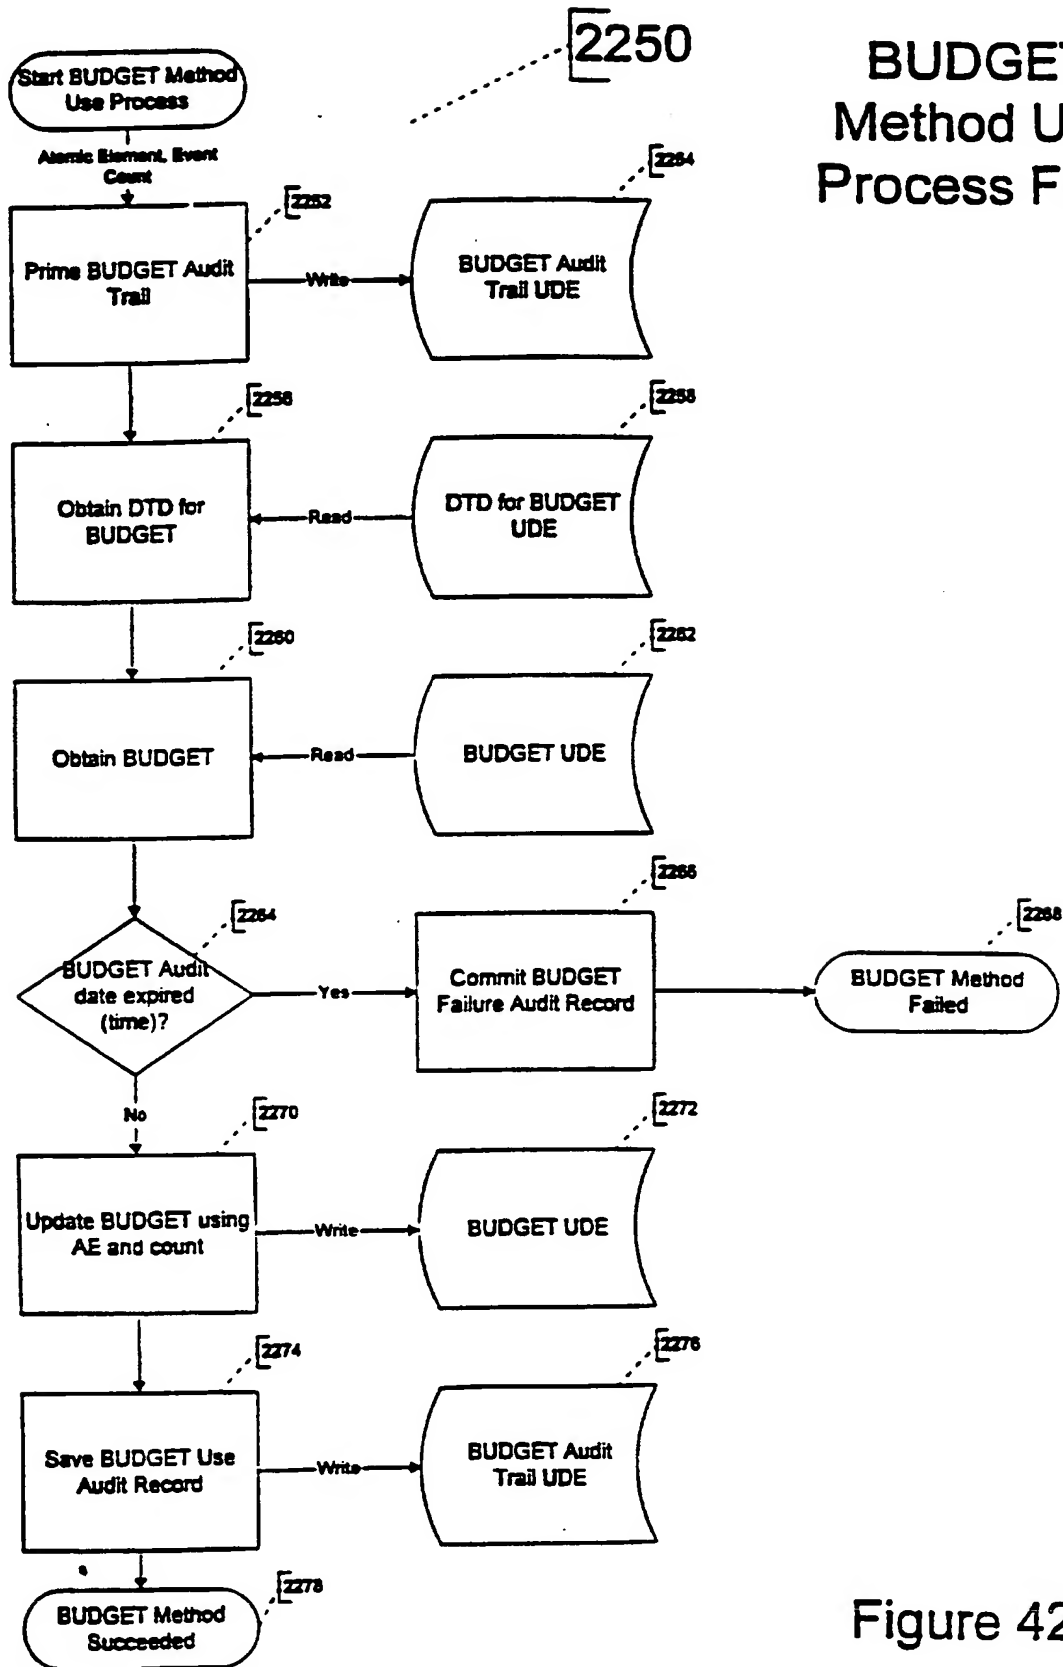 2250
BUDGET
Method U
Process F
Start BUDGET Method
Use Process
Atomic Element, Event
Count
2252
2254
Prime BUDGET Audit
Trail
Write
BUDGET Audit
Trail UDE
2256
2258
Obtain DTD for
BUDGET
Read
DTD for BUDGET
UDE
2260
2262
Obtain BUDGET
Read
BUDGET UDE
2264
2266
2268
BUDGET Audit
date expired
(time)?
Yes
Commit BUDGET
Failure Audit Record
BUDGET Method
Failed
No
2270
2272
Update BUDGET using
AE and count
Write
BUDGET UDE
2274
2276
Save BUDGET Use
Audit Record
Write
BUDGET Audit
Trail UDE
2278
BUDGET Method
Succeeded
Figure 42